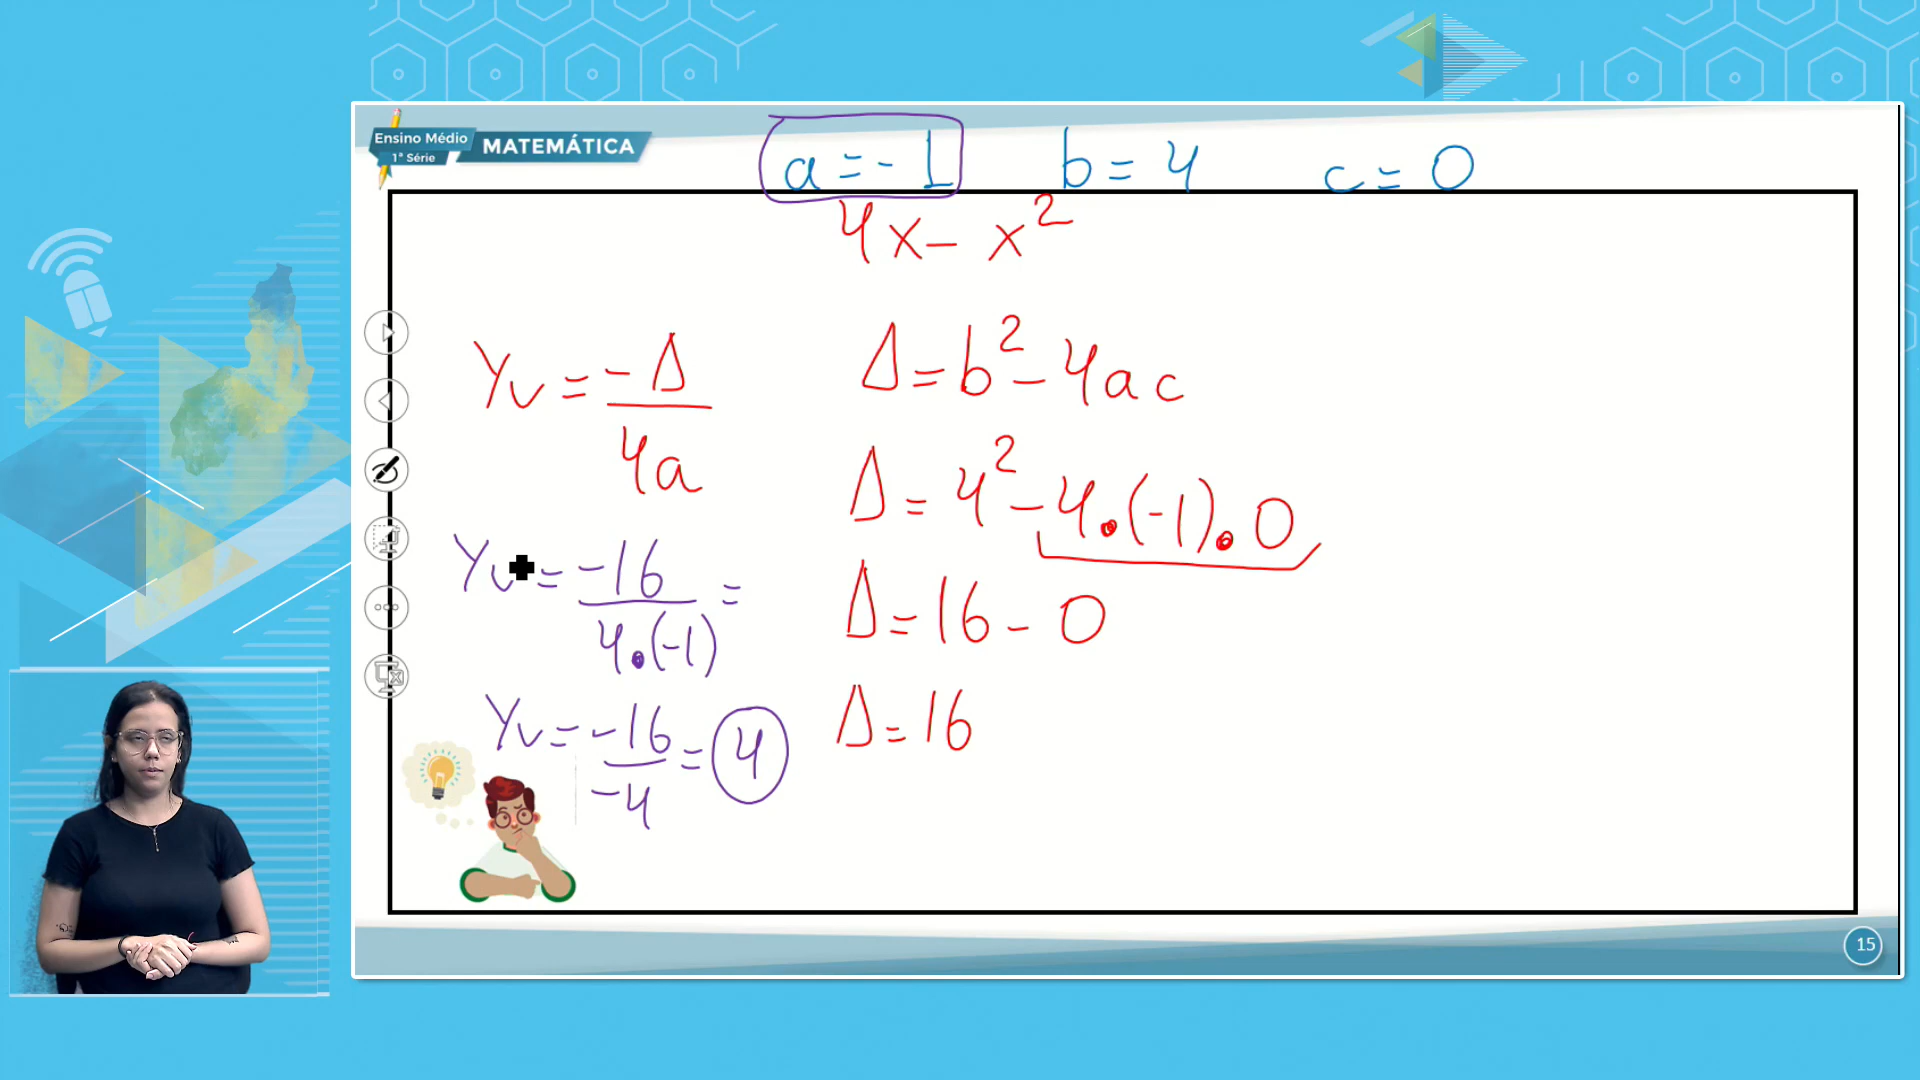 Ensino Médio
1ª Série
MATEMÁTICA
a = - 1 b = 4 c = 0
4x - x²
Yv = -Δ / 4a
Δ = b² - 4ac
Δ = 4² - 4.(-1).0
Yv = -16 / 4.(-1) =
Δ = 16 - 0
Yv = -16 / -4 = 4
Δ = 16
15